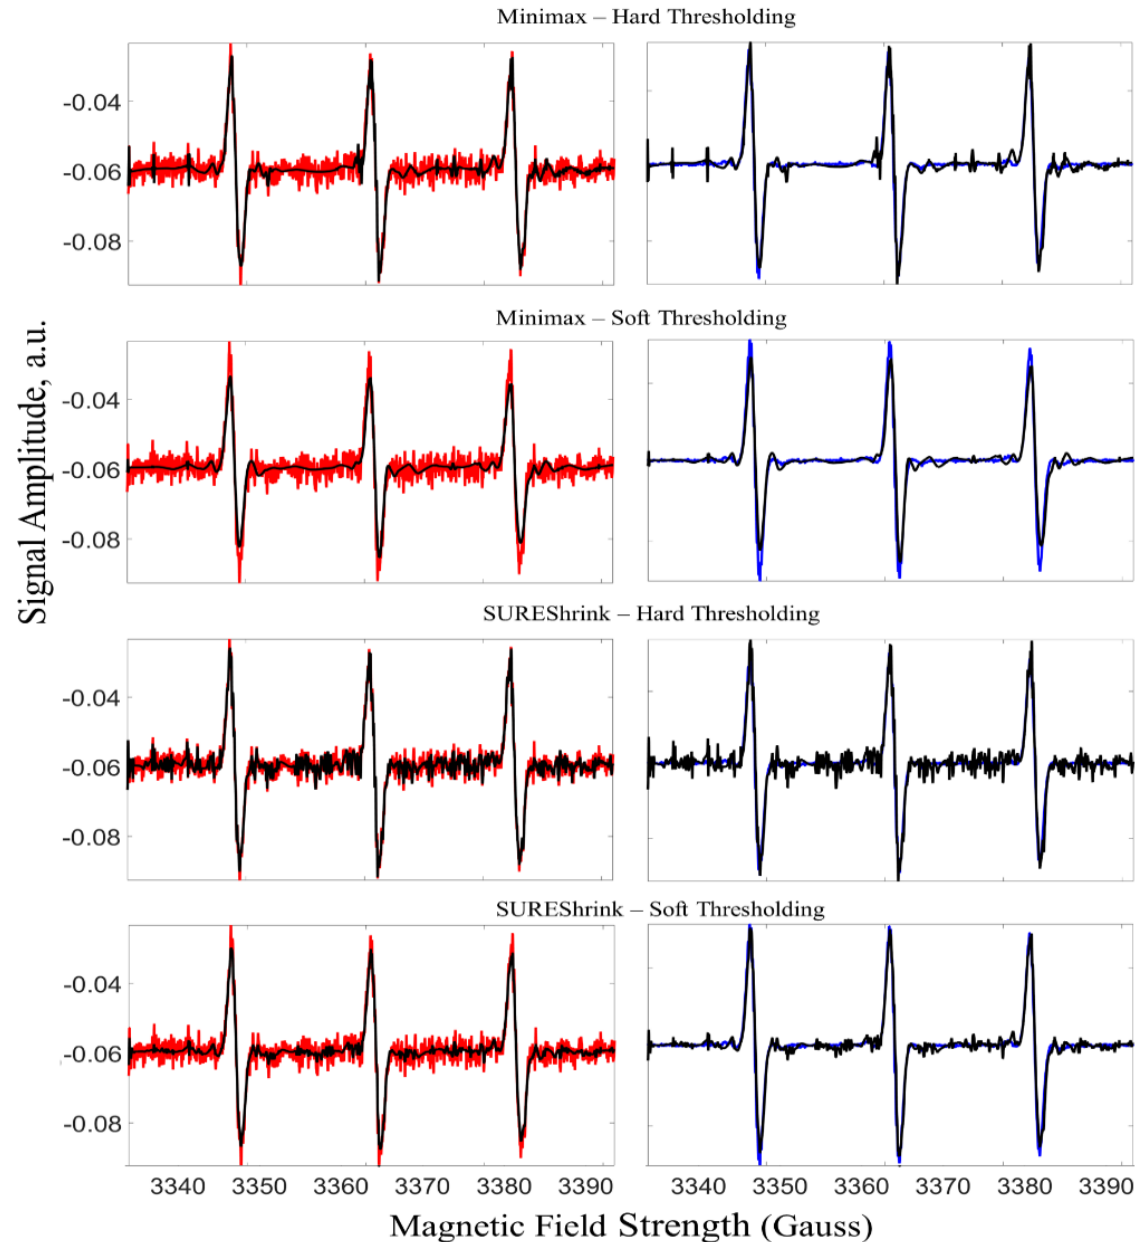 Minimax – Hard Thresholding
-0.04
-0.06
-0.08
Minimax – Soft Thresholding
-0.04
-0.06
-0.08
Signal Amplitude, a.u.
SUREShrink – Hard Thresholding
-0.04
-0.06
-0.08
SUREShrink – Soft Thresholding
-0.04
-0.06
-0.08
3340 3350 3360 3370 3380 3390 3340 3350 3360 3370 3380 3390
Magnetic Field Strength (Gauss)